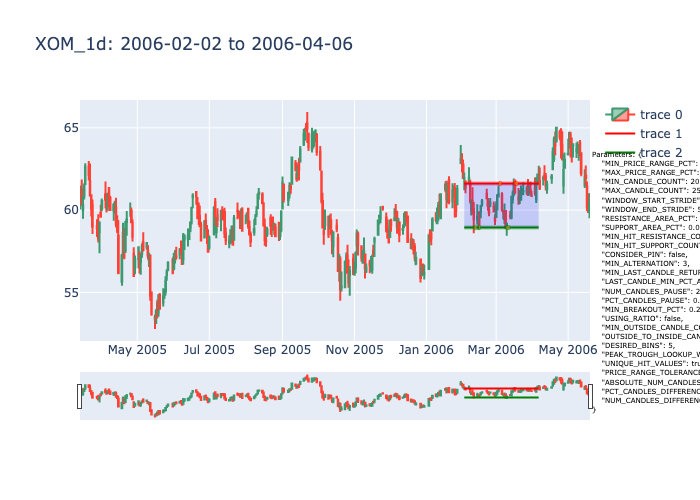 XOM_1d: 2006-02-02 to 2006-04-06
trace 0
trace 1
trace 2
Parameters: {
"MIN_PRICE_RANGE_PCT":
"MAX_PRICE_RANGE_PCT":
"MIN_CANDLE_COUNT": 20
"MAX_CANDLE_COUNT": 25
"WINDOW_START_STRIDE"
"WINDOW_END_STRIDE": 5
"RESISTANCE_AREA_PCT":
"SUPPORT_AREA_PCT": 0.0
"MIN_HIT_RESISTANCE_CO
"MIN_HIT_SUPPORT_COUN
"CONSIDER_PIN": false,
"MIN_ALTERNATION": 3,
"MIN_LAST_CANDLE_RETUR
"LAST_CANDLE_MIN_PCT_A
"NUM_CANDLES_PAUSE": 2
"PCT_CANDLES_PAUSE": 0.
"MIN_BREAKOUT_PCT": 0.2
"USING_RATIO": false,
"MIN_OUTSIDE_CANDLE_CO
"OUTSIDE_TO_INSIDE_CAN
"DESIRED_BINS": 5,
"PEAK_TROUGH_LOOKUP_W
"UNIQUE_HIT_VALUES": tru
"PRICE_RANGE_TOLERANC
"ABSOLUTE_NUM_CANDLES
"PCT_CANDLES_DIFFERENC
"NUM_CANDLES_DIFFEREN
}
65
60
55
May 2005
Jul 2005
Sep 2005
Nov 2005
Jan 2006
Mar 2006
May 2006